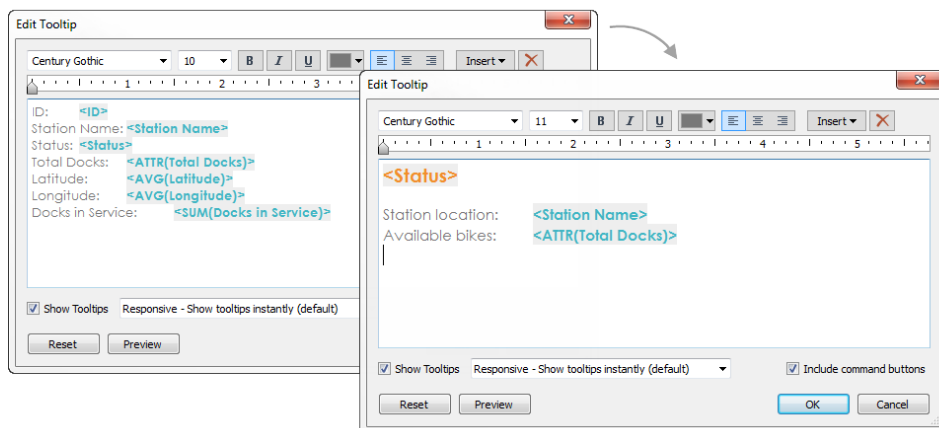 Edit Tooltip
Century Gothic 10 B I U Insert
1 2 3
ID: <ID>
Station Name: <Station Name>
Status: <Status>
Total Docks: <ATTR(Total Docks)>
Latitude: <AVG(Latitude)>
Longitude: <AVG(Longitude)>
Docks in Service: <SUM(Docks in Service)>
Show Tooltips Responsive - Show tooltips instantly (default)
Reset Preview
Edit Tooltip
Century Gothic 11 B I U Insert
1 2 3 4 5
<Status>
Station location: <Station Name>
Available bikes: <ATTR(Total Docks)>
Show Tooltips Responsive - Show tooltips instantly (default) Include command buttons
Reset Preview OK Cancel